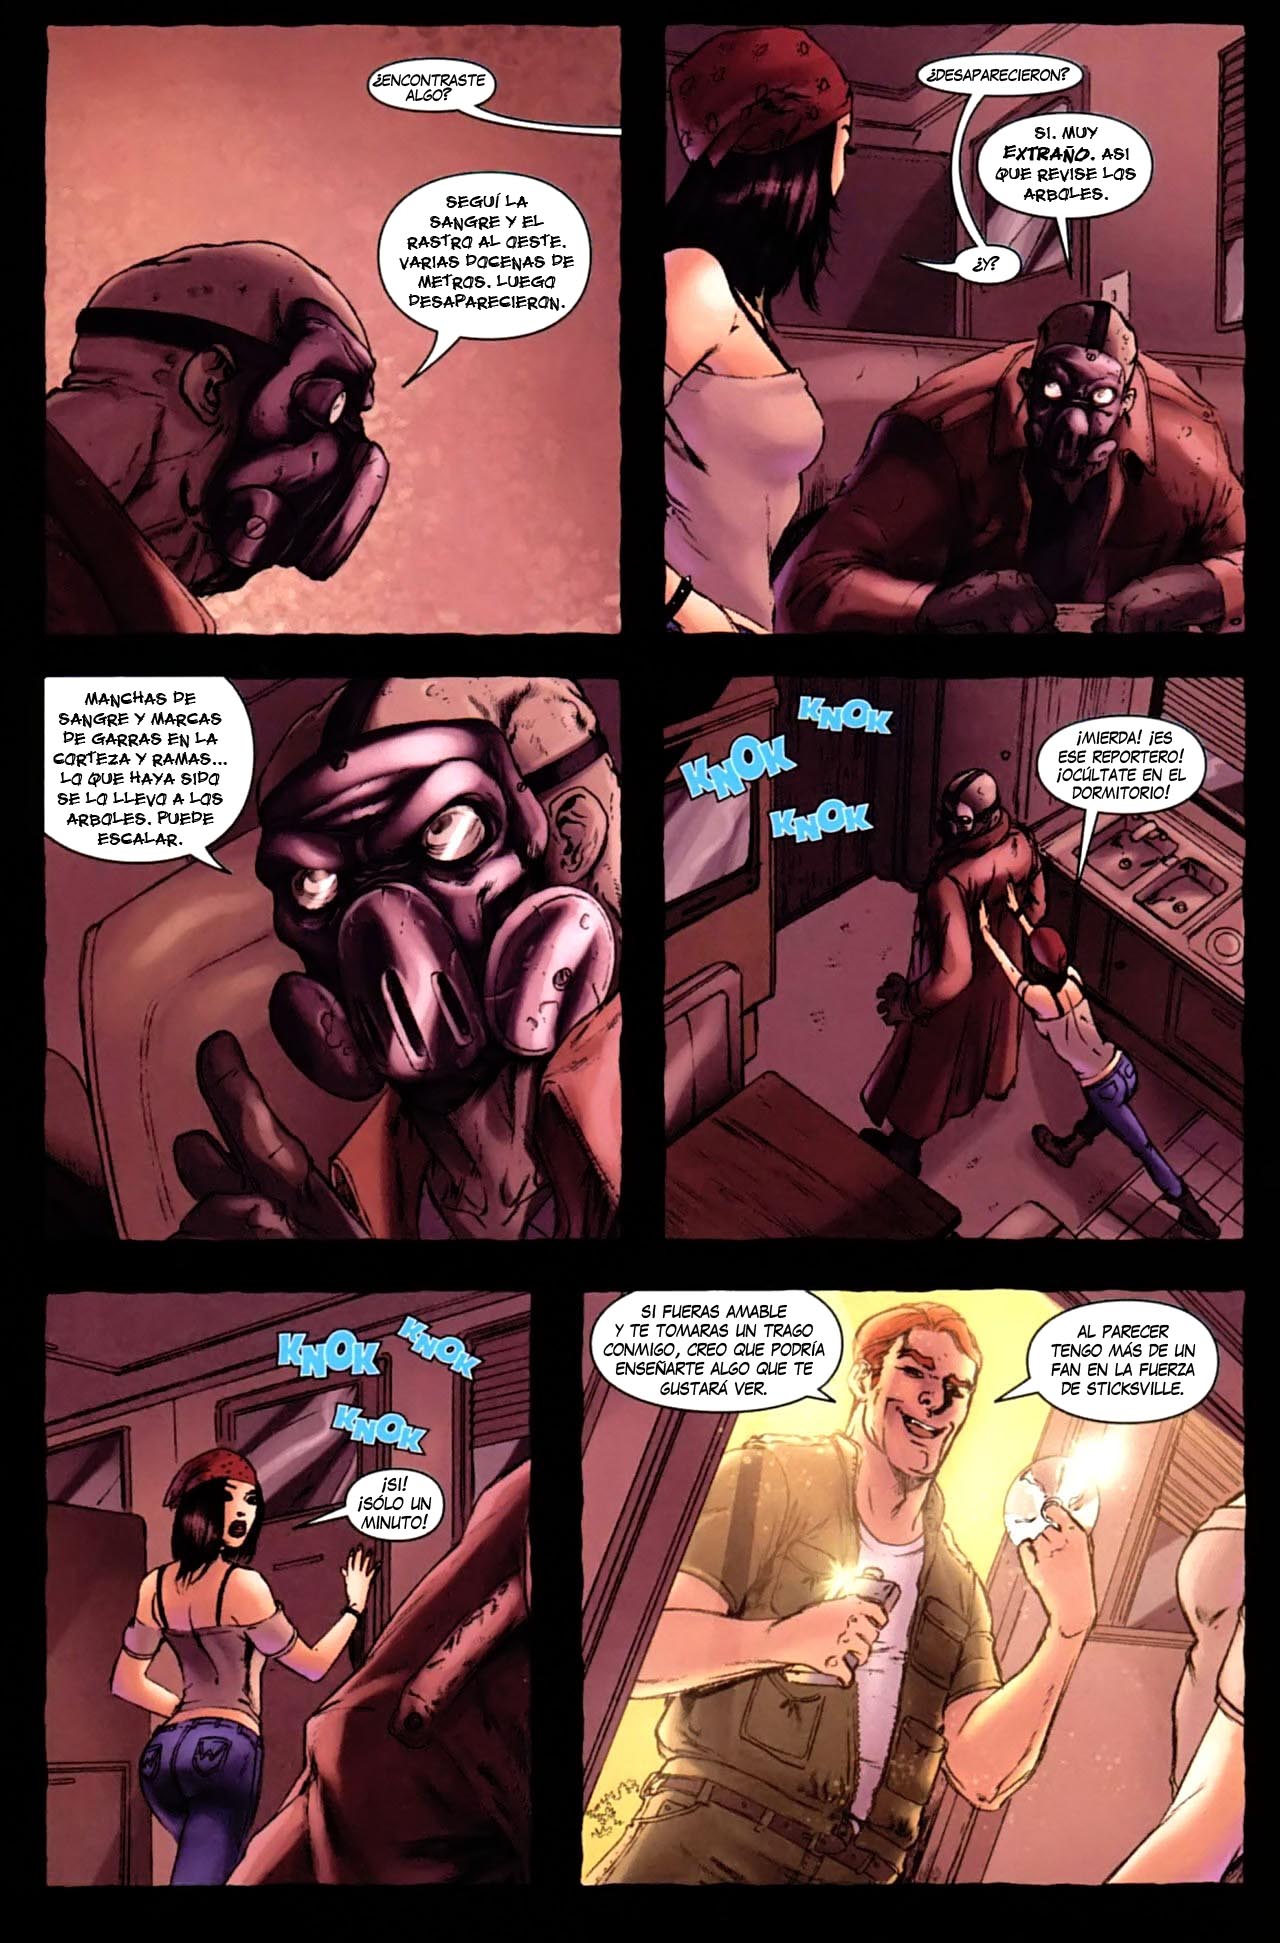 ¿ENCONTRASTE
ALGO?
SEGUÍ LA
SANGRE Y EL
RASTRO AL OESTE.
VARIAS DOCENAS DE
METROS. LUEGO
DESAPARECIERON.
¿DESAPARECIERON?
SI. MUY
EXTRAÑO. ASI
QUE REVISE LOS
ARBOLES.
¿Y?
MANCHAS DE
SANGRE Y MARCAS
DE GARRAS EN LA
CORTEZA Y RAMAS...
LO QUE HAYA SIDO
SE LO LLEVO A LOS
ARBOLES. PUEDE
ESCALAR.
KNOK
KNOK
KNOK
¡MIERDA! ¡ES
ESE REPORTERO!
¡OCÚLTATE EN EL
DORMITORIO!
KNOK
KNOK
KNOK
¡SI!
¡SÓLO UN
MINUTO!
SI FUERAS AMABLE
Y TE TOMARAS UN TRAGO
CONMIGO, CREO QUE PODRÍA
ENSEÑARTE ALGO QUE TE
GUSTARÁ VER.
AL PARECER
TENGO MÁS DE UN
FAN EN LA FUERZA
DE STICKSVILLE.